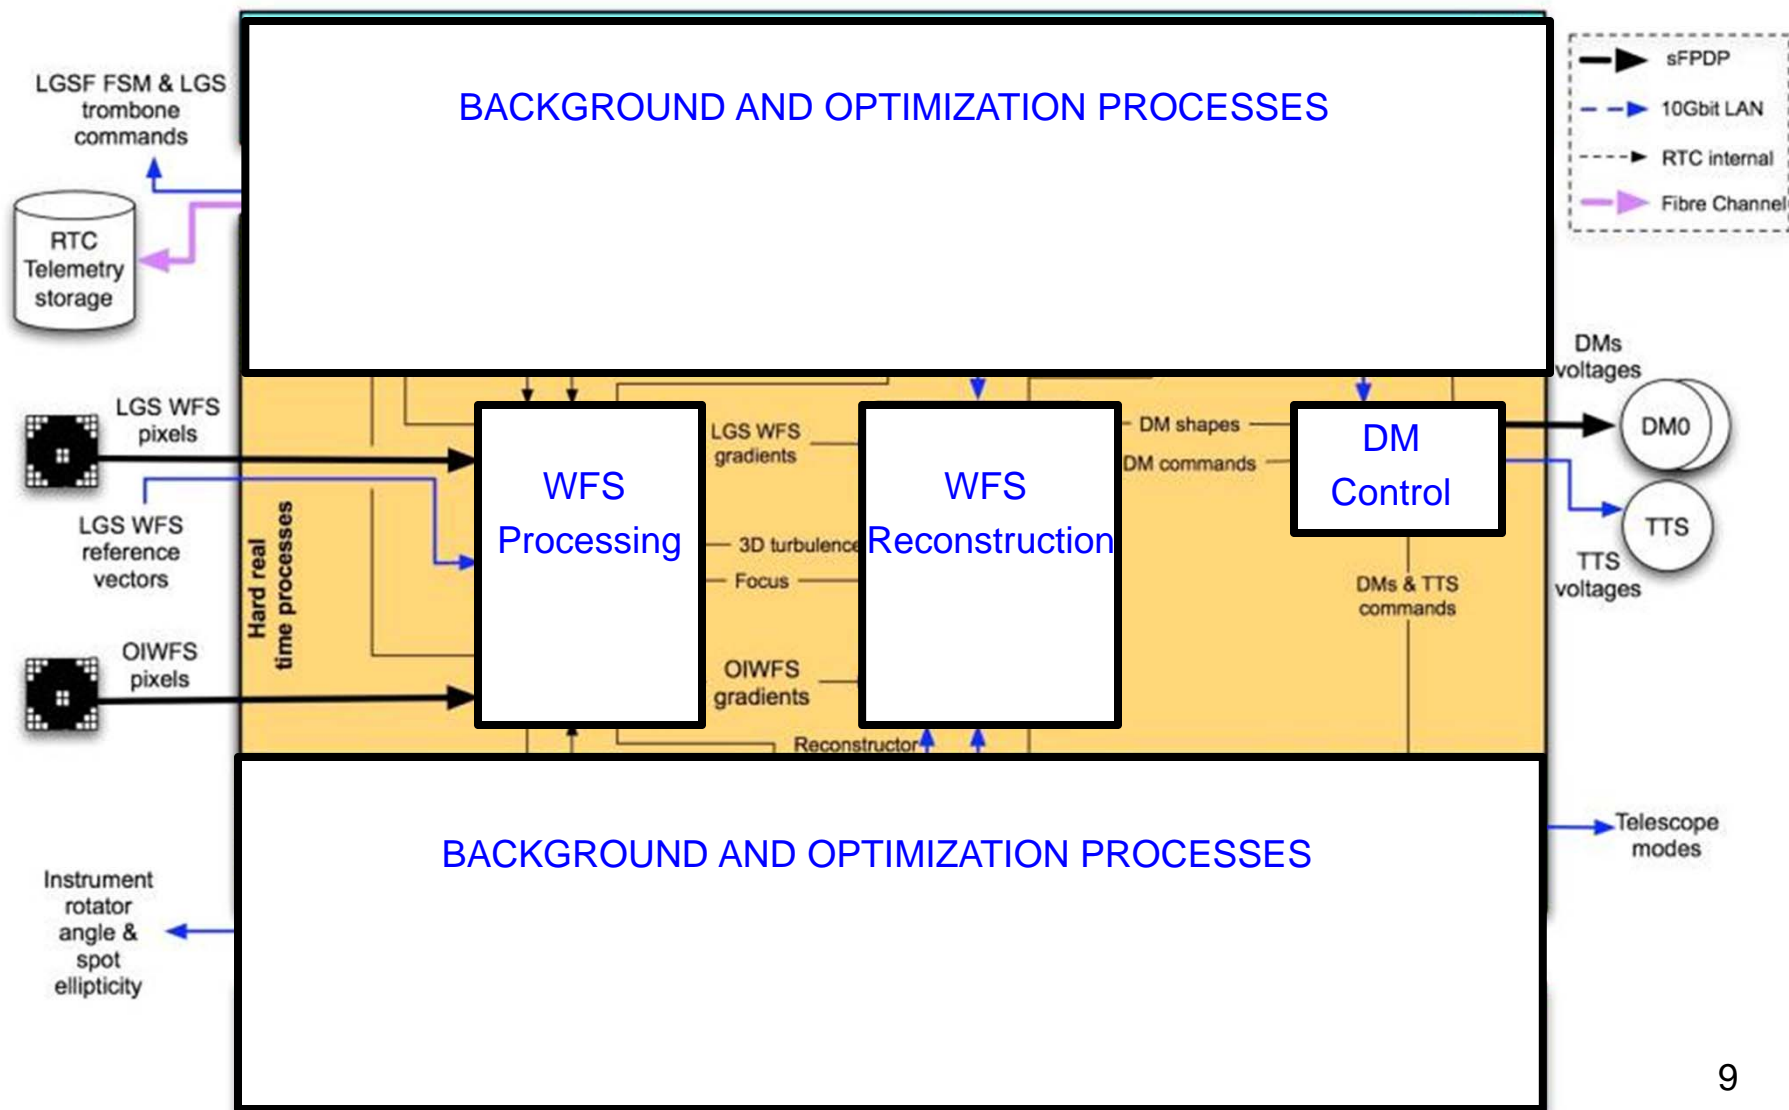 BACKGROUND AND OPTIMIZATION PROCESSES
LGSF FSM & LGS
trombone
commands
RTC
Telemetry
storage
sFPDP
10Gbit LAN
RTC internal
Fibre Channel
LGS WFS
pixels
LGS WFS
reference
vectors
OIWFS
pixels
Hard real
time processes
WFS
Processing
LGS WFS
gradients
3D turbulence
Focus
OIWFS
gradients
Reconstructor
WFS
Reconstruction
DM shapes
DM commands
DM
Control
DMs & TTS
commands
DMs
voltages
DM0
TTS
TTS
voltages
BACKGROUND AND OPTIMIZATION PROCESSES
Instrument
rotator
angle &
spot
ellipticity
Telescope
modes
9